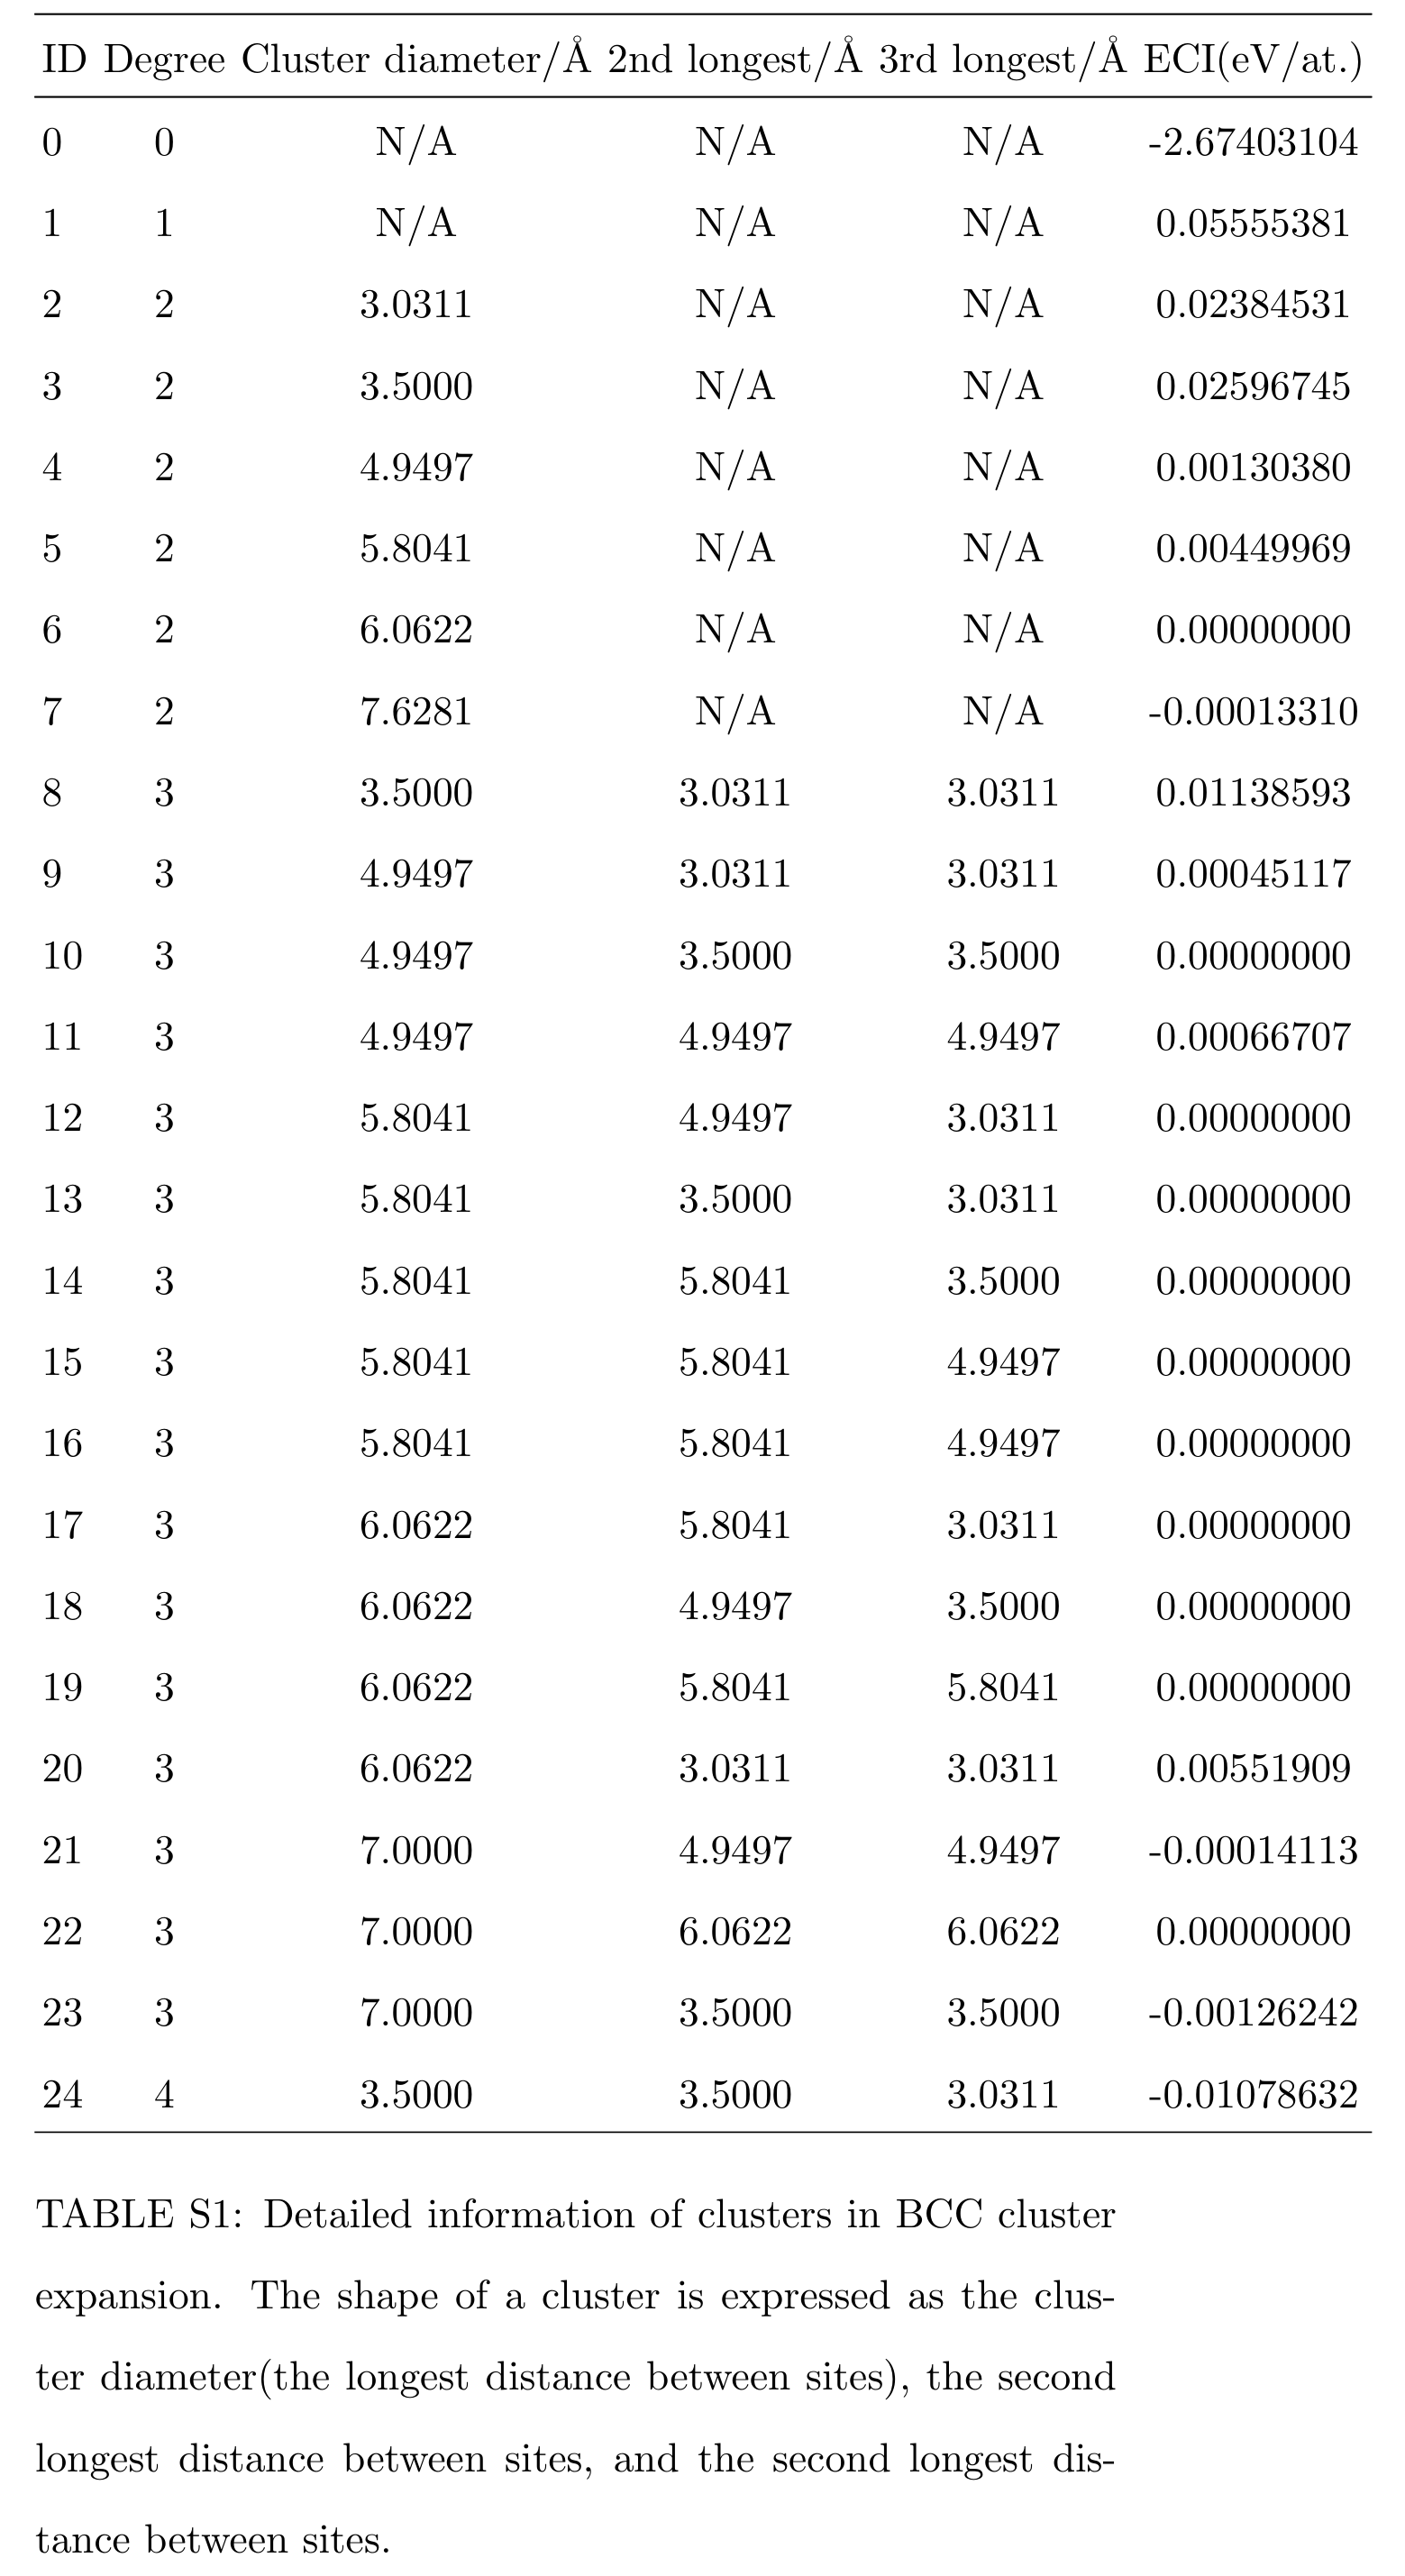 ID Degree Cluster diameter/Å 2nd longest/Å 3rd longest/Å ECI(eV/at.)
0 0 N/A N/A N/A -2.67403104
1 1 N/A N/A N/A 0.05555381
2 2 3.0311 N/A N/A 0.02384531
3 2 3.5000 N/A N/A 0.02596745
4 2 4.9497 N/A N/A 0.00130380
5 2 5.8041 N/A N/A 0.00449969
6 2 6.0622 N/A N/A 0.00000000
7 2 7.6281 N/A N/A -0.00013310
8 3 3.5000 3.0311 3.0311 0.01138593
9 3 4.9497 3.0311 3.0311 0.00045117
10 3 4.9497 3.5000 3.5000 0.00000000
11 3 4.9497 4.9497 4.9497 0.00066707
12 3 5.8041 4.9497 3.0311 0.00000000
13 3 5.8041 3.5000 3.0311 0.00000000
14 3 5.8041 5.8041 3.5000 0.00000000
15 3 5.8041 5.8041 4.9497 0.00000000
16 3 5.8041 5.8041 4.9497 0.00000000
17 3 6.0622 5.8041 3.0311 0.00000000
18 3 6.0622 4.9497 3.5000 0.00000000
19 3 6.0622 5.8041 5.8041 0.00000000
20 3 6.0622 3.0311 3.0311 0.00551909
21 3 7.0000 4.9497 4.9497 -0.00014113
22 3 7.0000 6.0622 6.0622 0.00000000
23 3 7.0000 3.5000 3.5000 -0.00126242
24 4 3.5000 3.5000 3.0311 -0.01078632
TABLE S1: Detailed information of clusters in BCC cluster
expansion. The shape of a cluster is expressed as the clus-
ter diameter(the longest distance between sites), the second
longest distance between sites, and the second longest dis-
tance between sites.